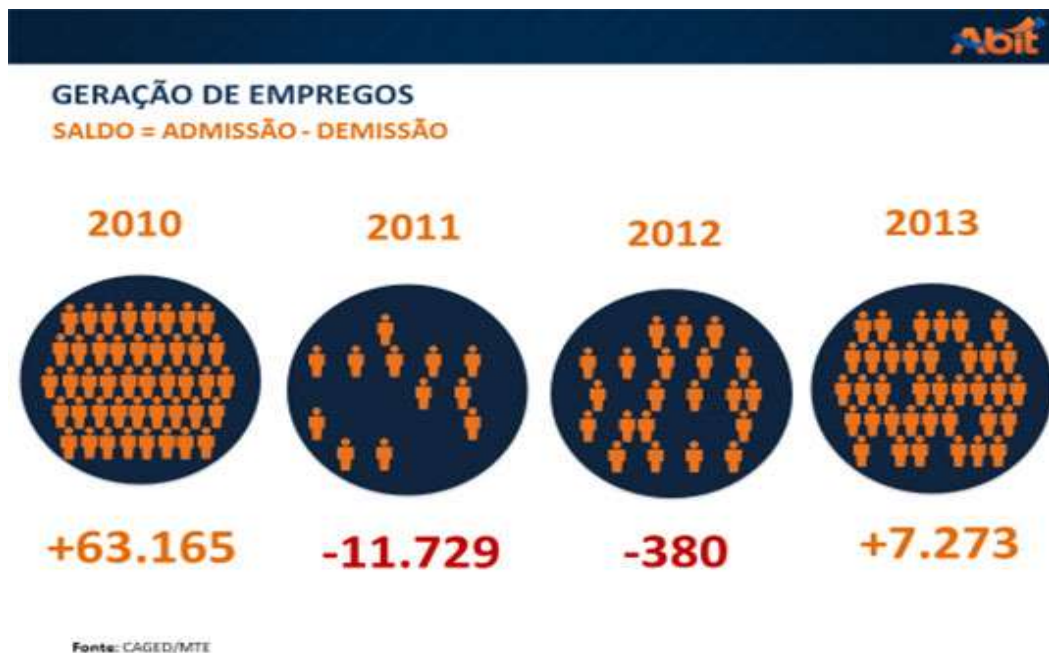 Abit
GERAÇÃO DE EMPREGOS
SALDO = ADMISSÃO - DEMISSÃO
2010
2011
2012
2013
+63.165
-11.729
-380
+7.273
Fonte: CAGED/MTE